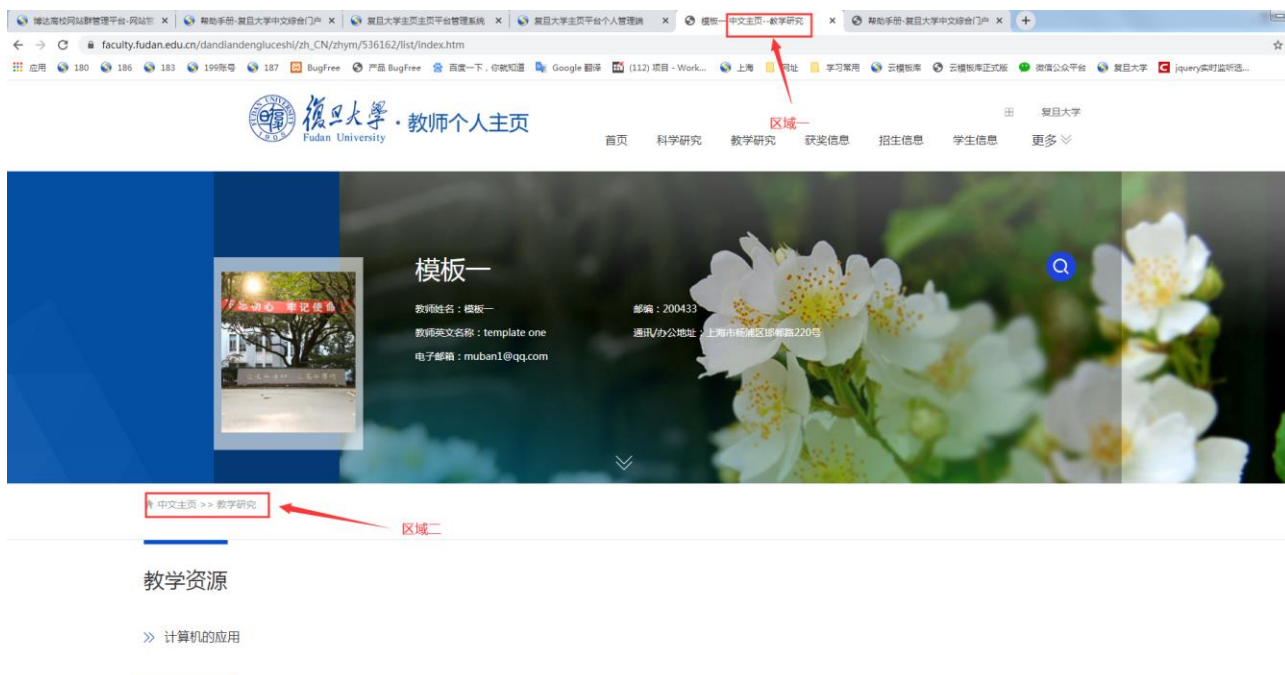 博达高校网站群管理平台-网站管 帮助手册-复旦大学中文综合门户 复旦大学主页主页平台管理系统 复旦大学主页平台个人管理端 模板一中文主页--教学研究 帮助手册-复旦大学中文综合门户
faculty.fudan.edu.cn/dandiandengluceshi/zh_CN/zhym/536162/list/index.htm
应用 180 186 183 199账号 187 BugFree 产品 BugFree 百度一下，你就知道 Google 翻译 (112) 项目 - Work... 上海 网址 学习常用 云模板库 云模板库正式版 微信公众平台 复旦大学 jquery实时监听选...
区域一
復旦大學·教师个人主页
Fudan University
复旦大学
首页 科学研究 教学研究 获奖信息 招生信息 学生信息 更多
模板一
教师姓名：模板一 邮编：200433
教师英文名称：template one 通讯/办公地址：上海市杨浦区邯郸路220号
电子邮箱：muban1@qq.com
不忘初心 牢记使命
中文主页 >> 教学研究
区域二
教学资源
计算机的应用